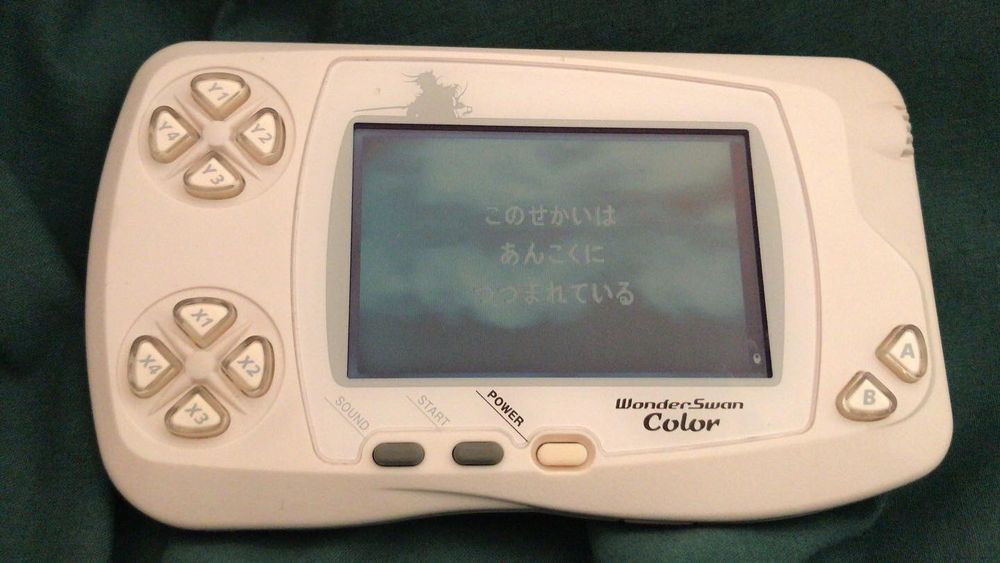 Y1
Y4
Y2
Y3
このせかいは
あんこくに
つつまれている
X1
X4
X2
X3
A
B
SOUND
START
POWER
WonderSwan
Color